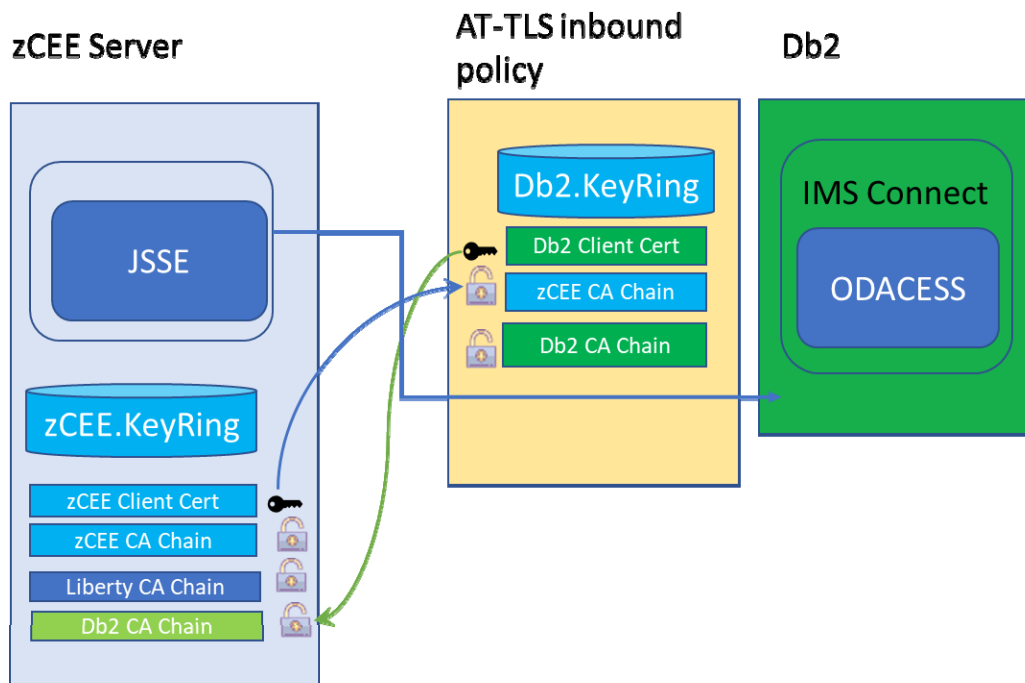 zCEE Server
JSSE
zCEE.KeyRing
zCEE Client Cert
zCEE CA Chain
Liberty CA Chain
Db2 CA Chain
AT-TLS inbound
policy
Db2.KeyRing
Db2 Client Cert
zCEE CA Chain
Db2 CA Chain
Db2
IMS Connect
ODACESS